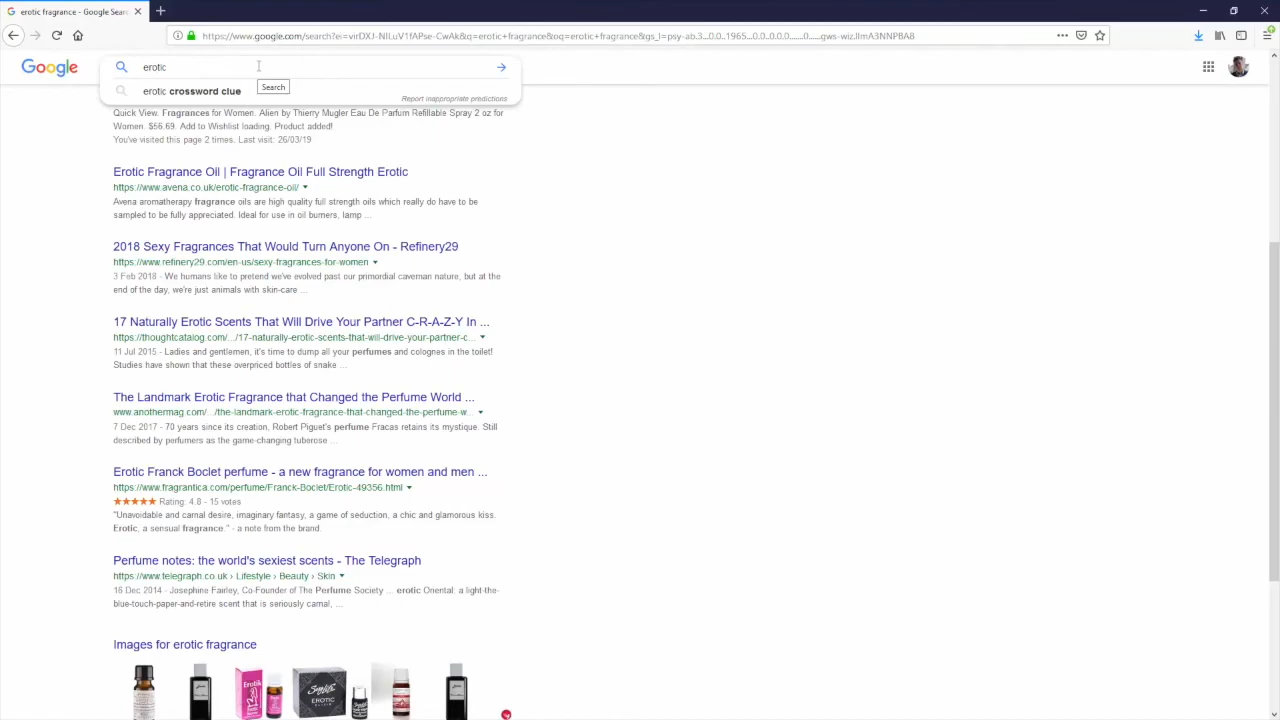 erotic fragrance - Google Sear
https://www.google.com/search?ei=virDXJ-NILuV1fAPse-CwAk&q=erotic+fragrance&oq=erotic+fragrance&gs_l=psy-ab.3...0.0..1965...0.0..0.0.0.......0......gws-wiz.IlmA3NNPBA8
Google
erotic
erotic crossword clue
Search
Report inappropriate predictions
Quick View. Fragrances for Women. Alien by Thierry Mugler Eau De Parfum Refillable Spray 2 oz for
Women. $56.69. Add to Wishlist loading. Product added!
You've visited this page 2 times. Last visit: 26/03/19
Erotic Fragrance Oil | Fragrance Oil Full Strength Erotic
https://www.avena.co.uk/erotic-fragrance-oil/
Avena aromatherapy fragrance oils are high quality full strength oils which really do have to be
sampled to be fully appreciated. Ideal for use in oil burners, lamp ...
2018 Sexy Fragrances That Would Turn Anyone On - Refinery29
https://www.refinery29.com/en-us/sexy-fragrances-for-women
3 Feb 2018 - We humans like to pretend we've evolved past our primordial caveman nature, but at the
end of the day, we're just animals with skin-care ...
17 Naturally Erotic Scents That Will Drive Your Partner C-R-A-Z-Y In ...
https://thoughtcatalog.com/.../17-naturally-erotic-scents-that-will-drive-your-partner-c...
11 Jul 2015 - Ladies and gentlemen, it's time to dump all your perfumes and colognes in the toilet!
Studies have shown that these overpriced bottles of snake ...
The Landmark Erotic Fragrance that Changed the Perfume World ...
www.anothermag.com/.../the-landmark-erotic-fragrance-that-changed-the-perfume-w...
7 Dec 2017 - 70 years since its creation, Robert Piguet's perfume Fracas retains its mystique. Still
described by perfumers as the game-changing tuberose ...
Erotic Franck Boclet perfume - a new fragrance for women and men ...
https://www.fragrantica.com/perfume/Franck-Boclet/Erotic-49356.html
Rating: 4.8 - 15 votes
"Unavoidable and carnal desire, imaginary fantasy, a game of seduction, a chic and glamorous kiss.
Erotic, a sensual fragrance." - a note from the brand.
Perfume notes: the world's sexiest scents - The Telegraph
https://www.telegraph.co.uk › Lifestyle › Beauty › Skin
16 Dec 2014 - Josephine Fairley, Co-Founder of The Perfume Society ... erotic Oriental: a light-the-
blue-touch-paper-and-retire scent that is seriously carnal, ...
Images for erotic fragrance
Erotik
EROTIC